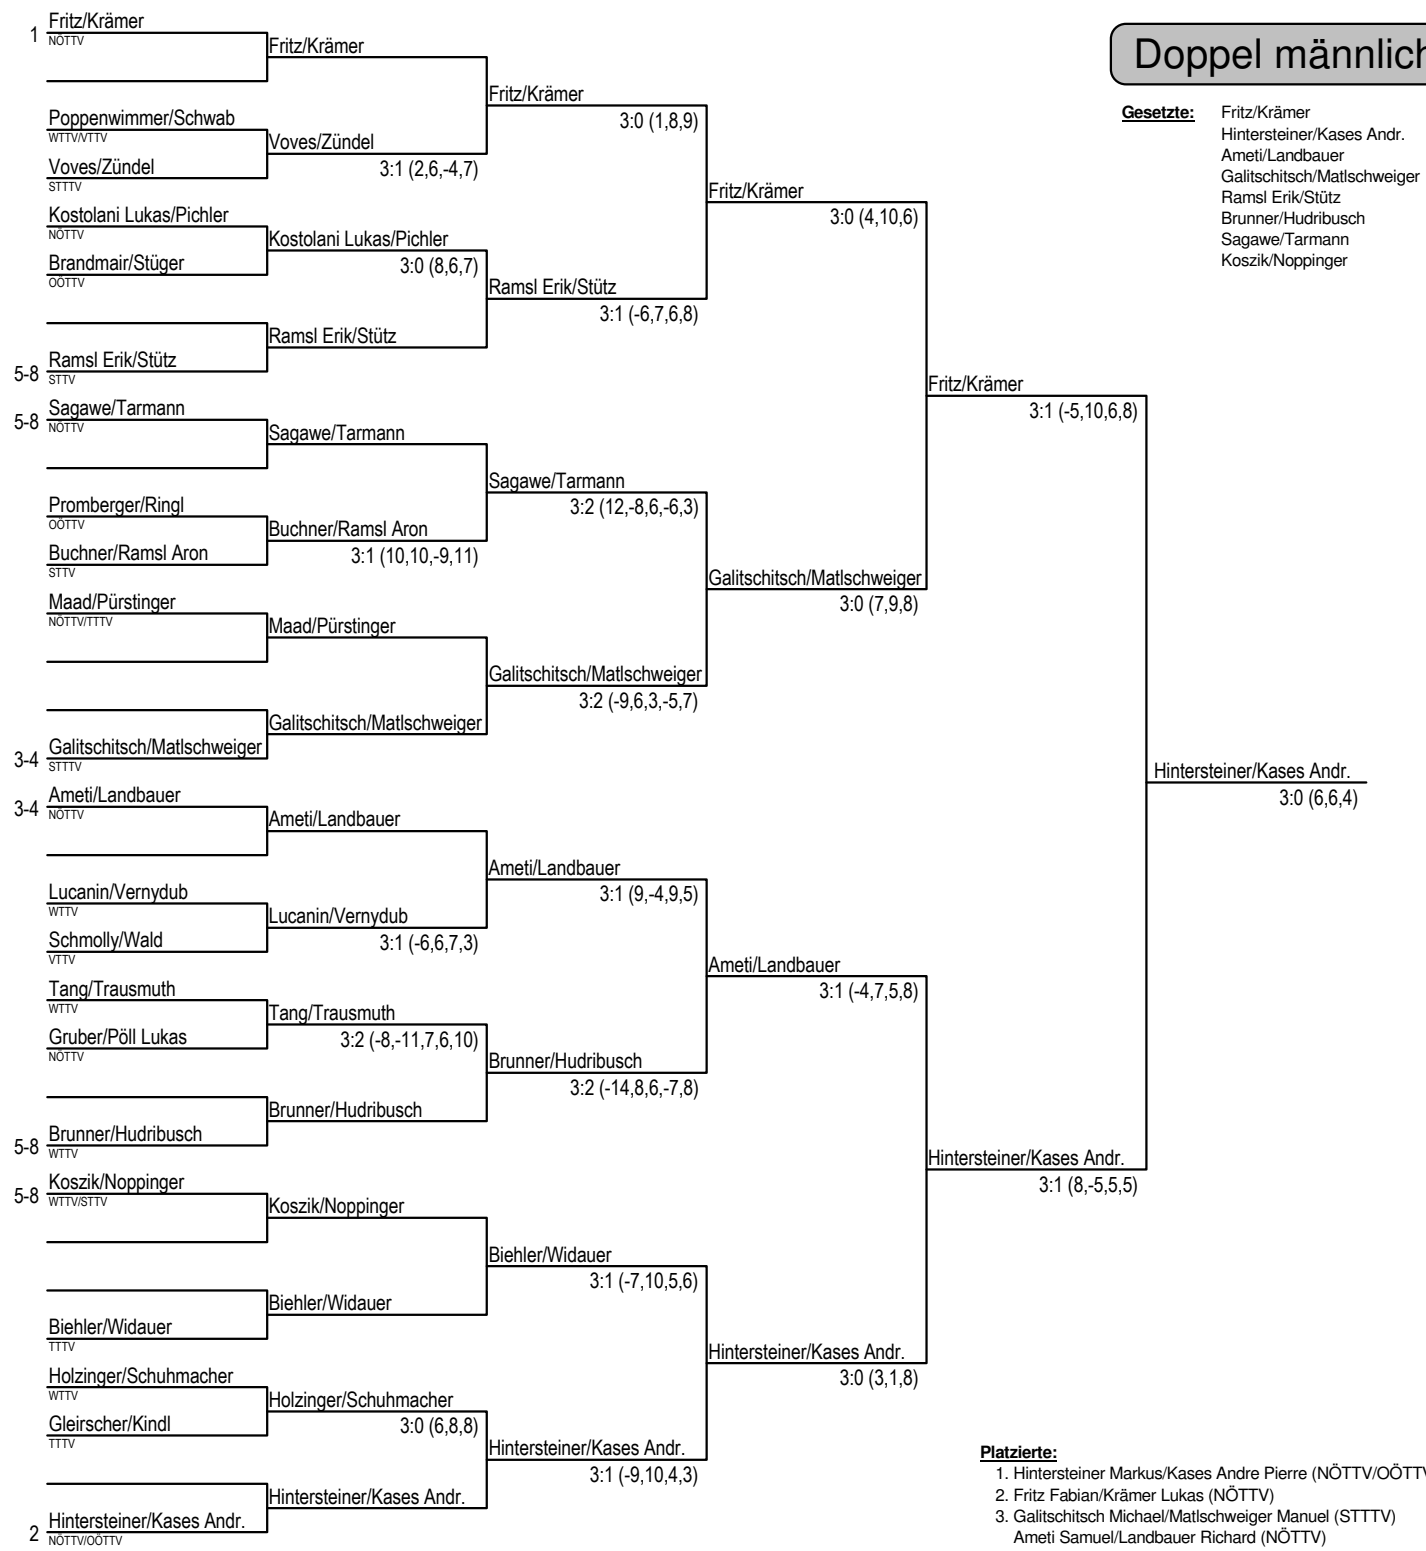 Doppel männlich
Gesetzte:
Fritz/Krämer
Hintersteiner/Kases Andr.
Ameti/Landbauer
Galitschitsch/Matlschweiger
Ramsl Erik/Stütz
Brunner/Hudribusch
Sagawe/Tarmann
Koszik/Noppinger
1 Fritz/Krämer
NÖTTV
Poppenwimmer/Schwab
WTTV/VTTV
Voves/Zündel
STTTV
Kostolani Lukas/Pichler
NÖTTV
Brandmair/Stüger
OÖTTV
5-8 Ramsl Erik/Stütz
STTV
5-8 Sagawe/Tarmann
NÖTTV
Promberger/Ringl
OÖTTV
Buchner/Ramsl Aron
STTV
Maad/Pürstinger
NÖTTV/TTTV
3-4 Galitschitsch/Matlschweiger
STTTV
3-4 Ameti/Landbauer
NÖTTV
Lucanin/Vernydub
WTTV
Schmolly/Wald
VTTV
Tang/Trausmuth
WTTV
Gruber/Pöll Lukas
NÖTTV
5-8 Brunner/Hudribusch
WTTV
5-8 Koszik/Noppinger
WTTV/STTV
Biehler/Widauer
TTTV
Holzinger/Schuhmacher
WTTV
Gleirscher/Kindl
TTTV
2 Hintersteiner/Kases Andr.
NÖTTV/OÖTTV
Fritz/Krämer
Voves/Zündel
3:1 (2,6,-4,7)
Kostolani Lukas/Pichler
3:0 (8,6,7)
Ramsl Erik/Stütz
Sagawe/Tarmann
Buchner/Ramsl Aron
3:1 (10,10,-9,11)
Maad/Pürstinger
Galitschitsch/Matlschweiger
Ameti/Landbauer
Lucanin/Vernydub
3:1 (-6,6,7,3)
Tang/Trausmuth
3:2 (-8,-11,7,6,10)
Brunner/Hudribusch
Koszik/Noppinger
Biehler/Widauer
Holzinger/Schuhmacher
3:0 (6,8,8)
Hintersteiner/Kases Andr.
Fritz/Krämer
3:0 (1,8,9)
Ramsl Erik/Stütz
3:1 (-6,7,6,8)
Sagawe/Tarmann
3:2 (12,-8,6,-6,3)
Galitschitsch/Matlschweiger
3:2 (-9,6,3,-5,7)
Ameti/Landbauer
3:1 (9,-4,9,5)
Brunner/Hudribusch
3:2 (-14,8,6,-7,8)
Biehler/Widauer
3:1 (-7,10,5,6)
Hintersteiner/Kases Andr.
3:1 (-9,10,4,3)
Fritz/Krämer
3:0 (4,10,6)
Galitschitsch/Matlschweiger
3:0 (7,9,8)
Ameti/Landbauer
3:1 (-4,7,5,8)
Hintersteiner/Kases Andr.
3:0 (3,1,8)
Fritz/Krämer
3:1 (-5,10,6,8)
Hintersteiner/Kases Andr.
3:1 (8,-5,5,5)
Hintersteiner/Kases Andr.
3:0 (6,6,4)
Platzierte:
1. Hintersteiner Markus/Kases Andre Pierre (NÖTTV/OÖTTV
2. Fritz Fabian/Krämer Lukas (NÖTTV)
3. Galitschitsch Michael/Matlschweiger Manuel (STTTV)
Ameti Samuel/Landbauer Richard (NÖTTV)